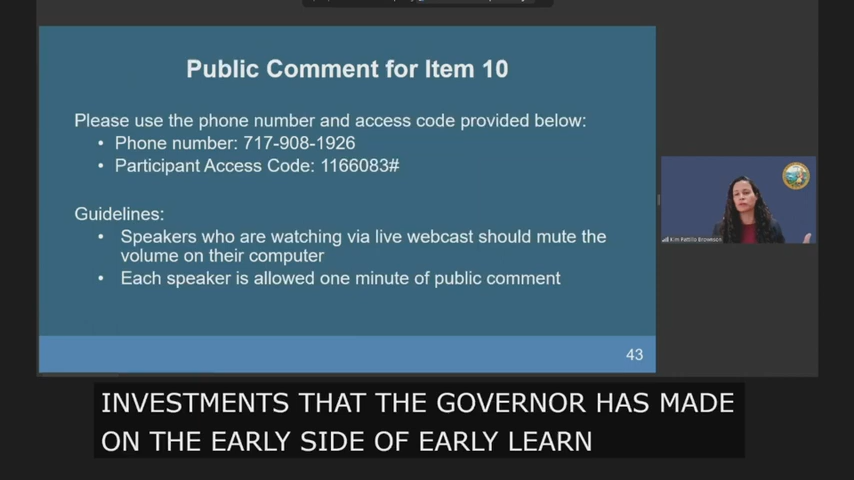 Public Comment for Item 10
Please use the phone number and access code provided below:
• Phone number: 717-908-1926
• Participant Access Code: 1166083#
Guidelines:
• Speakers who are watching via live webcast should mute the
volume on their computer
• Each speaker is allowed one minute of public comment
43
Kim Pattillo Brownson
INVESTMENTS THAT THE GOVERNOR HAS MADE
ON THE EARLY SIDE OF EARLY LEARN